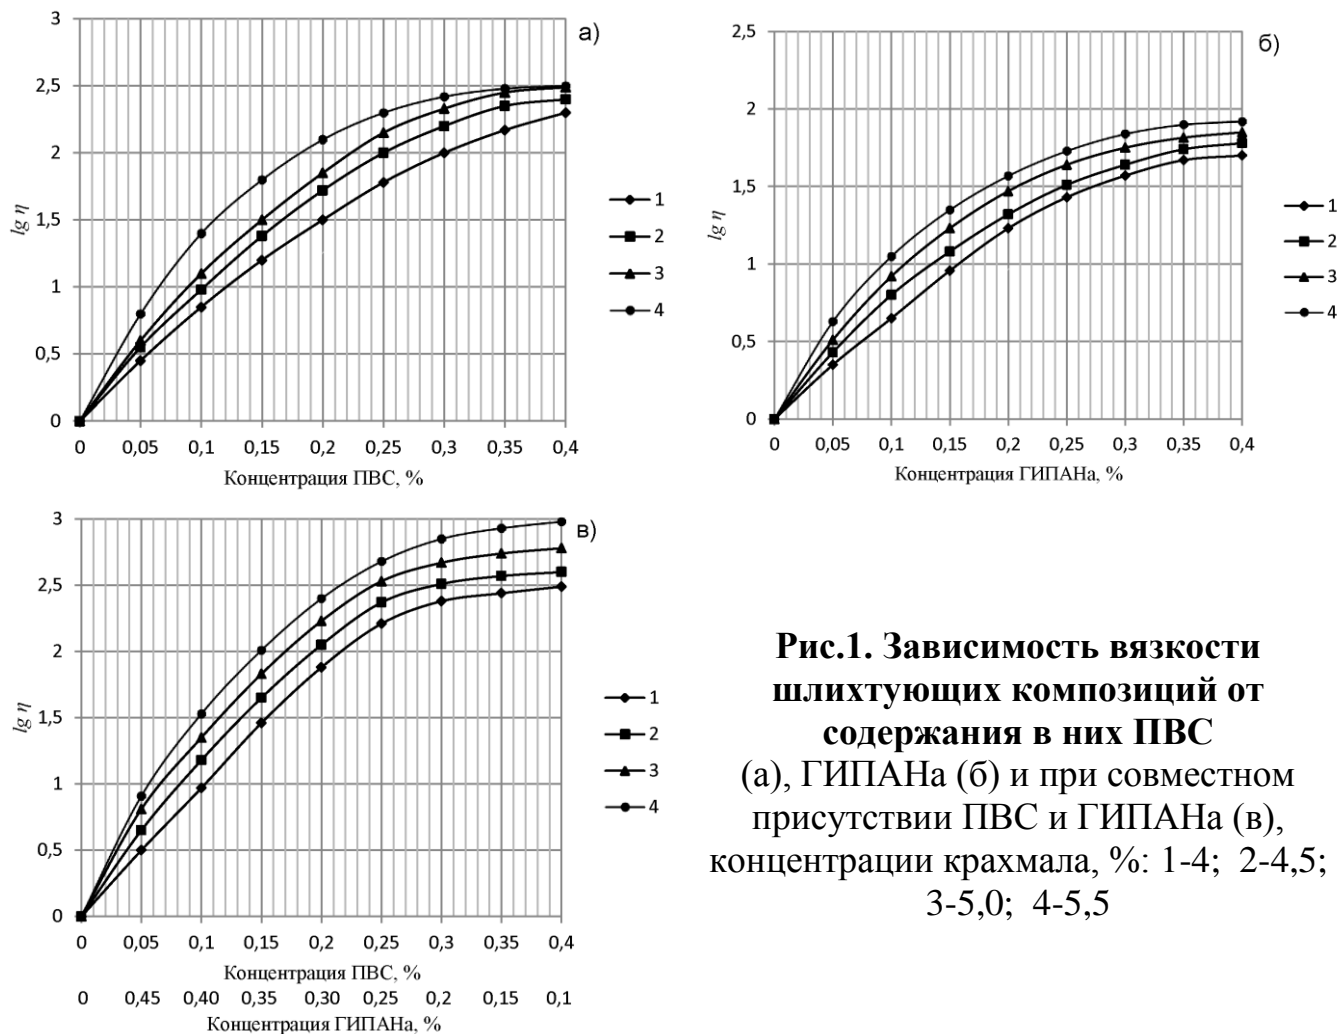 а)
3
2,5
2
1,5
1
0,5
0
lg η
0 0,05 0,1 0,15 0,2 0,25 0,3 0,35 0,4
Концентрация ПВС, %
1
2
3
4
б)
2,5
2
1,5
1
0,5
0
lg η
0 0,05 0,1 0,15 0,2 0,25 0,3 0,35 0,4
Концентрация ГИПАНа, %
1
2
3
4
в)
3
2,5
2
1,5
1
0,5
0
lg η
0 0,05 0,1 0,15 0,2 0,25 0,3 0,35 0,4
Концентрация ПВС, %
0 0,45 0,40 0,35 0,30 0,25 0,2 0,15 0,1
Концентрация ГИПАНа, %
1
2
3
4
Рис.1. Зависимость вязкости
шлихтующих композиций от
содержания в них ПВС
(а), ГИПАНа (б) и при совместном
присутствии ПВС и ГИПАНа (в),
концентрации крахмала, %: 1-4; 2-4,5;
3-5,0; 4-5,5